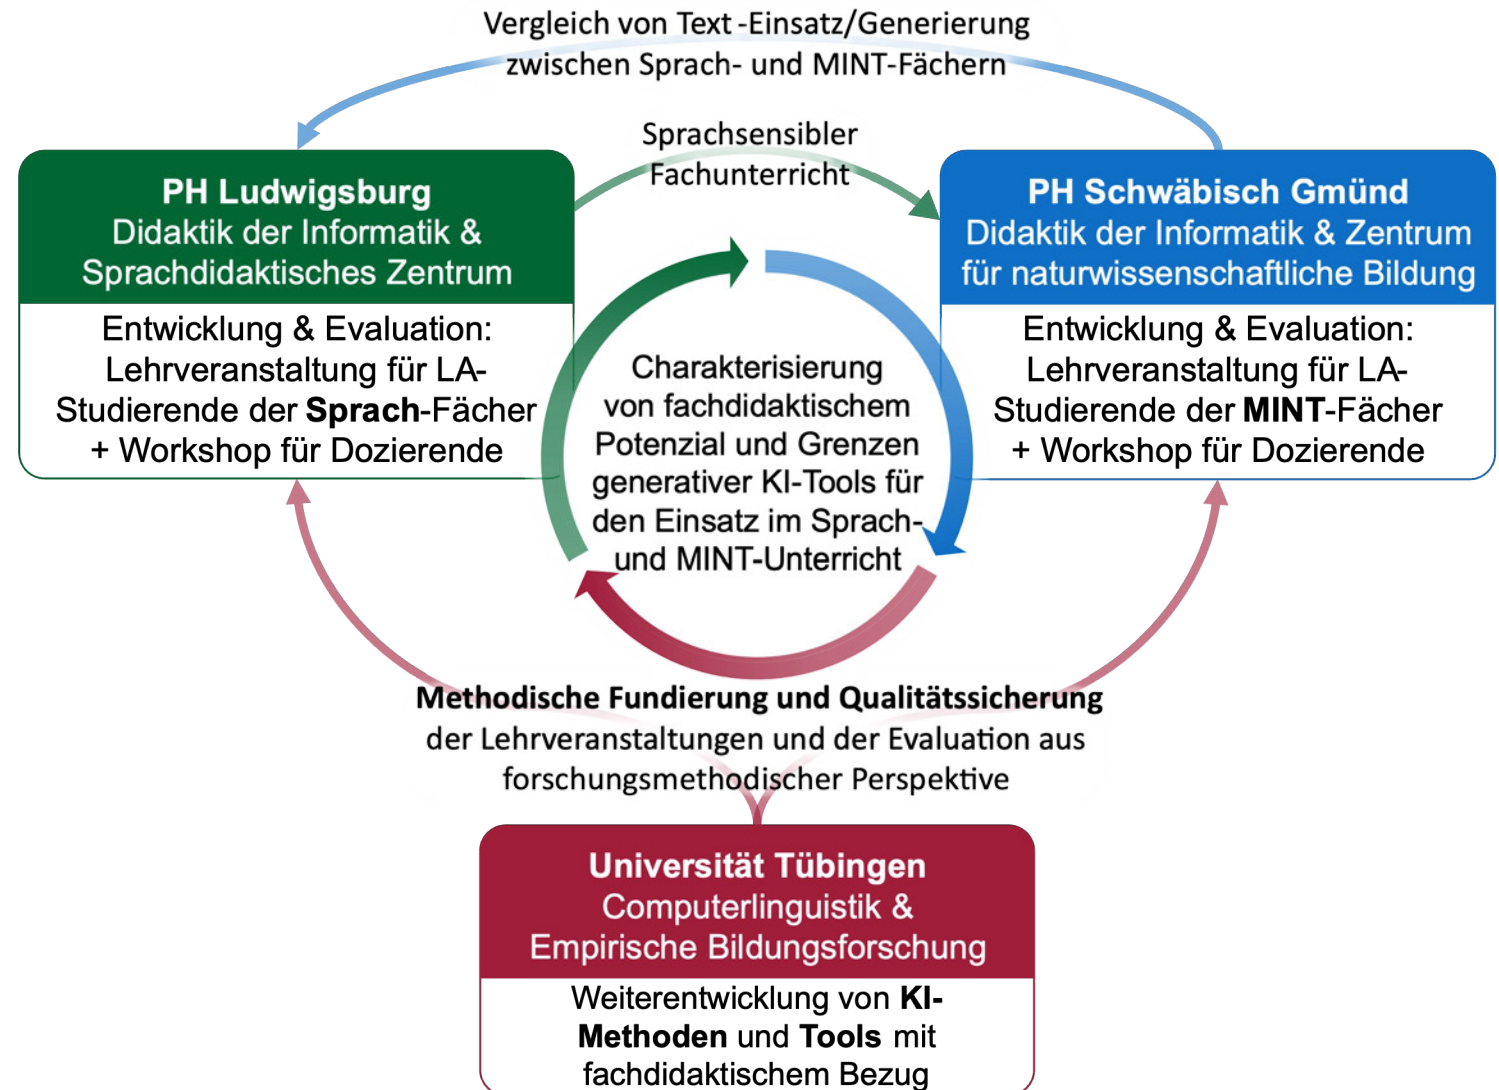 Vergleich von Text-Einsatz/Generierung
zwischen Sprach- und MINT-Fächern
Sprachsensibler
Fachunterricht
PH Ludwigsburg
Didaktik der Informatik &
Sprachdidaktisches Zentrum
Entwicklung & Evaluation:
Lehrveranstaltung für LA-
Studierende der Sprach-Fächer
+ Workshop für Dozierende
PH Schwäbisch Gmünd
Didaktik der Informatik & Zentrum
für naturwissenschaftliche Bildung
Entwicklung & Evaluation:
Lehrveranstaltung für LA-
Studierende der MINT-Fächer
+ Workshop für Dozierende
Charakterisierung
von fachdidaktischem
Potenzial und Grenzen
generativer KI-Tools für
den Einsatz im Sprach-
und MINT-Unterricht
Methodische Fundierung und Qualitätssicherung
der Lehrveranstaltungen und der Evaluation aus
forschungsmethodischer Perspektive
Universität Tübingen
Computerlinguistik &
Empirische Bildungsforschung
Weiterentwicklung von KI-
Methoden und Tools mit
fachdidaktischem Bezug